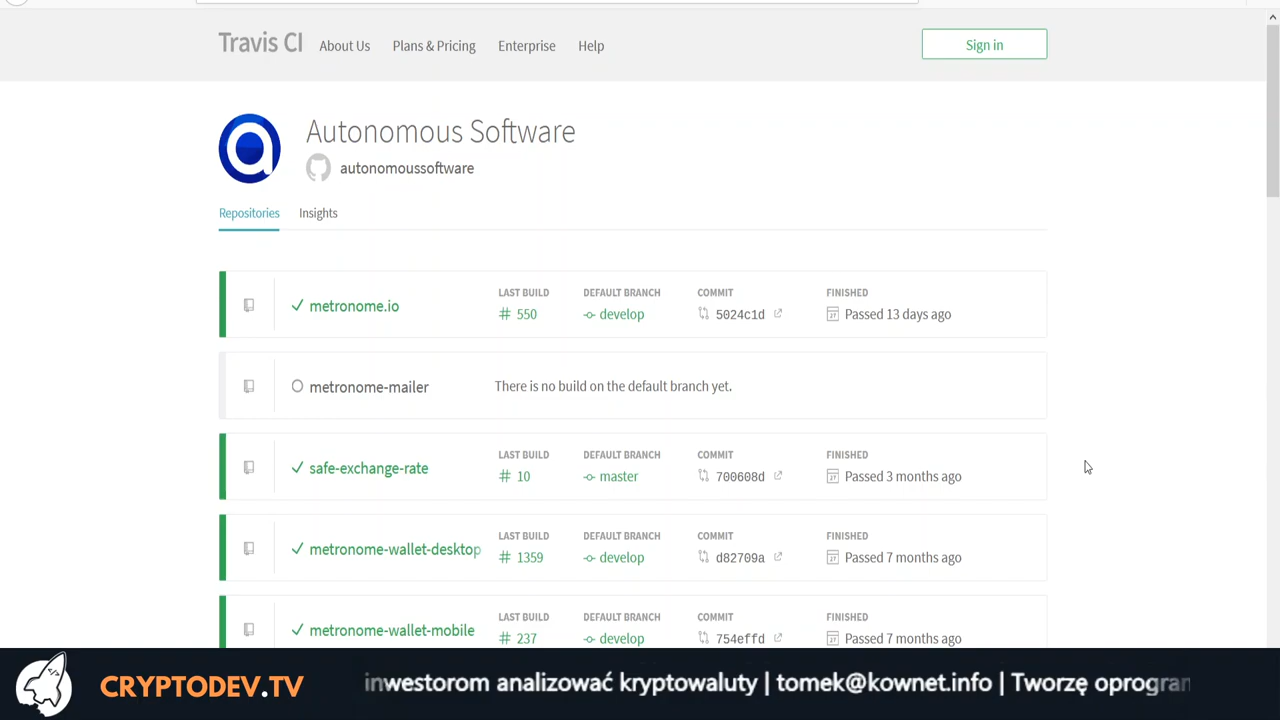 Travis CI About Us Plans & Pricing Enterprise Help Sign in
Autonomous Software
autonomoussoftware
Repositories Insights
LAST BUILD DEFAULT BRANCH COMMIT FINISHED
metronome.io # 550 develop 5024c1d Passed 13 days ago
metronome-mailer There is no build on the default branch yet.
LAST BUILD DEFAULT BRANCH COMMIT FINISHED
safe-exchange-rate # 10 master 700608d Passed 3 months ago
LAST BUILD DEFAULT BRANCH COMMIT FINISHED
metronome-wallet-desktop # 1359 develop d82709a Passed 7 months ago
LAST BUILD DEFAULT BRANCH COMMIT FINISHED
metronome-wallet-mobile # 237 develop 754effd Passed 7 months ago
CRYPTODEV.TV inwestorom analizować kryptowaluty | tomek@kownet.info | Tworzę oprogram